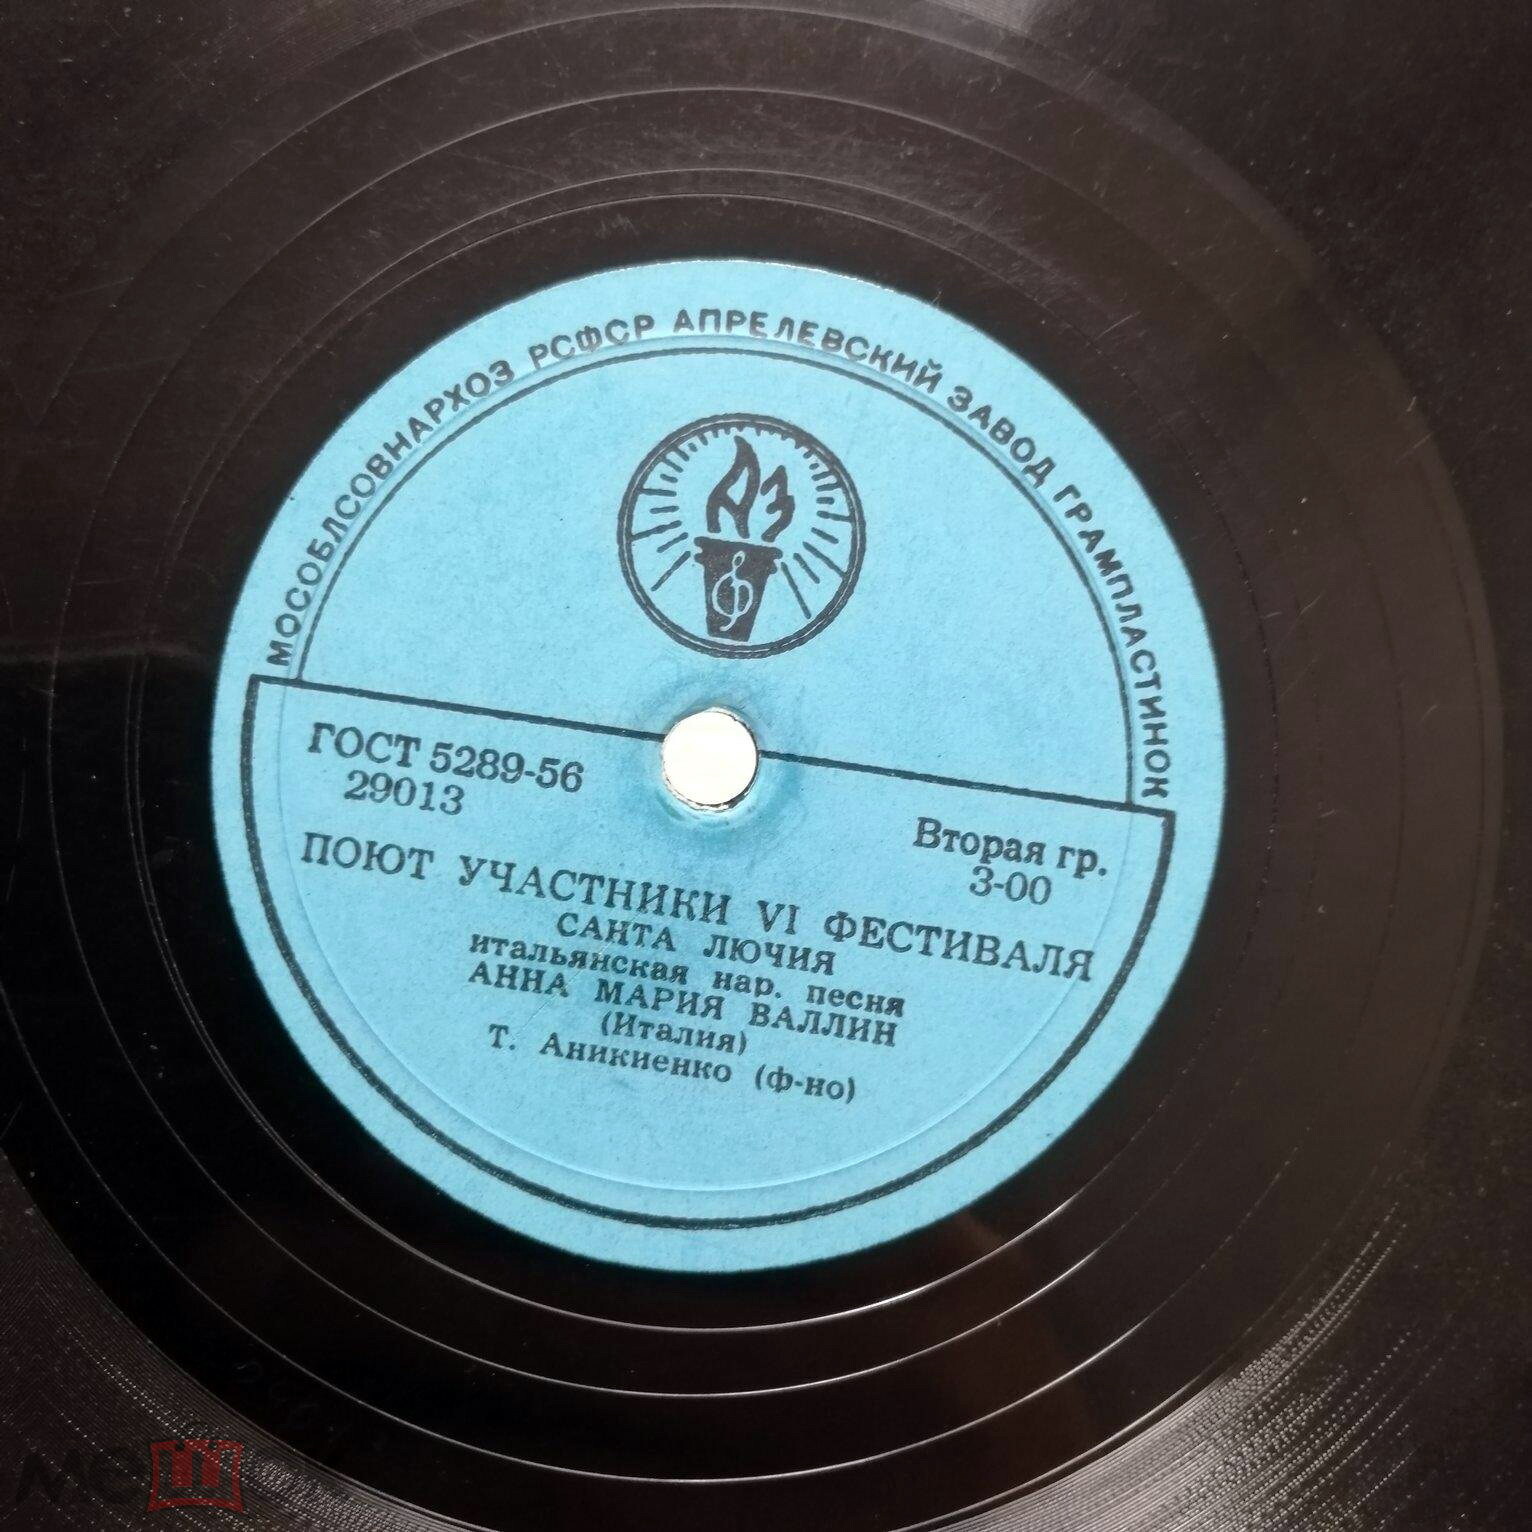 МОСОБЛСОВНАРХОЗ РСФСР АПРЕЛЕВСКИЙ ЗАВОД ГРАМПЛАСТИНОК
АЗ
ГОСТ 5289-56
29013
Вторая гр.
3-00
ПОЮТ УЧАСТНИКИ VI ФЕСТИВАЛЯ
САНТА ЛЮЧИЯ
итальянская нар. песня
АННА МАРИЯ ВАЛЛИН
(Италия)
Т. Аникиенко (ф-но)